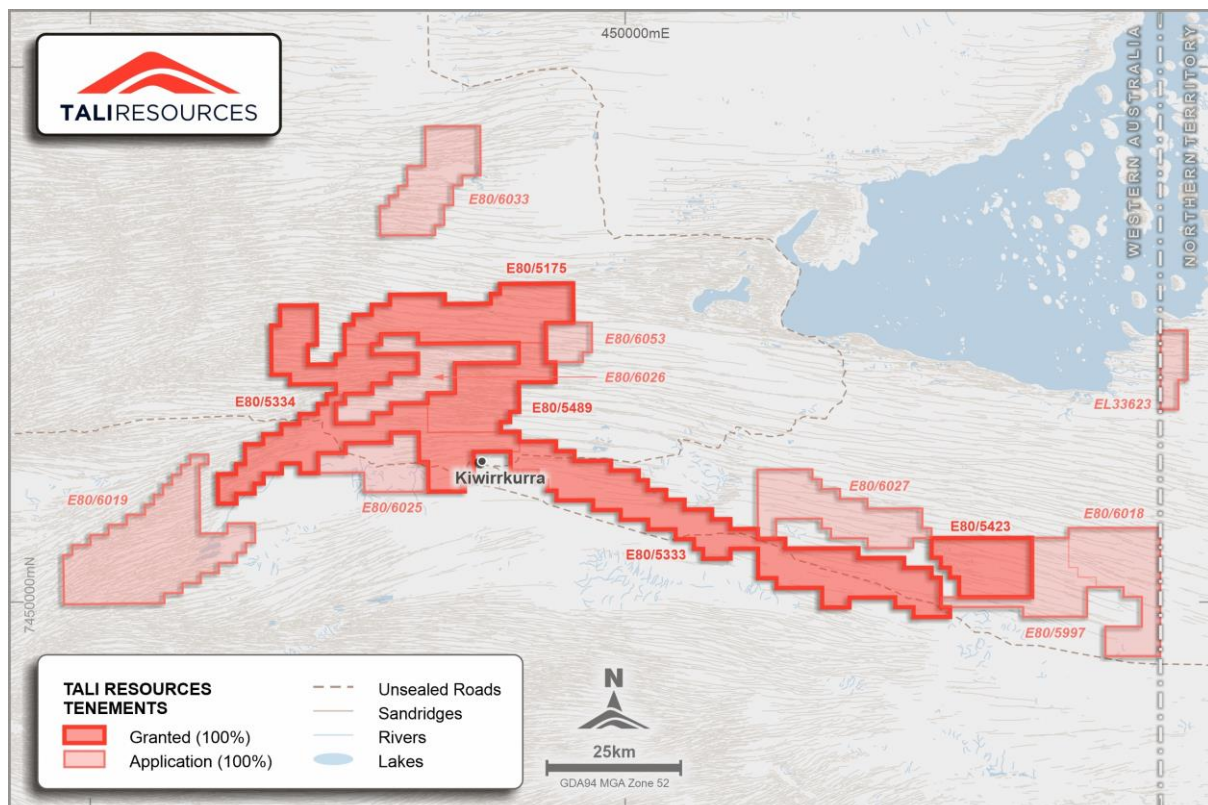 450000mE
TALIRESOURCES
WESTERN AUSTRALIA
NORTHERN TERRITORY
E80/6033
E80/5175
E80/6053
E80/6026
EL33623
E80/5334
E80/5489
Kiwirrkurra
E80/6019
E80/6025
E80/6027
E80/5423
E80/6018
E80/5333
7450000mN
E80/5997
TALI RESOURCES
TENEMENTS
Granted (100%)
Application (100%)
Unsealed Roads
Sandridges
Rivers
Lakes
N
25km
GDA94 MGA Zone 52